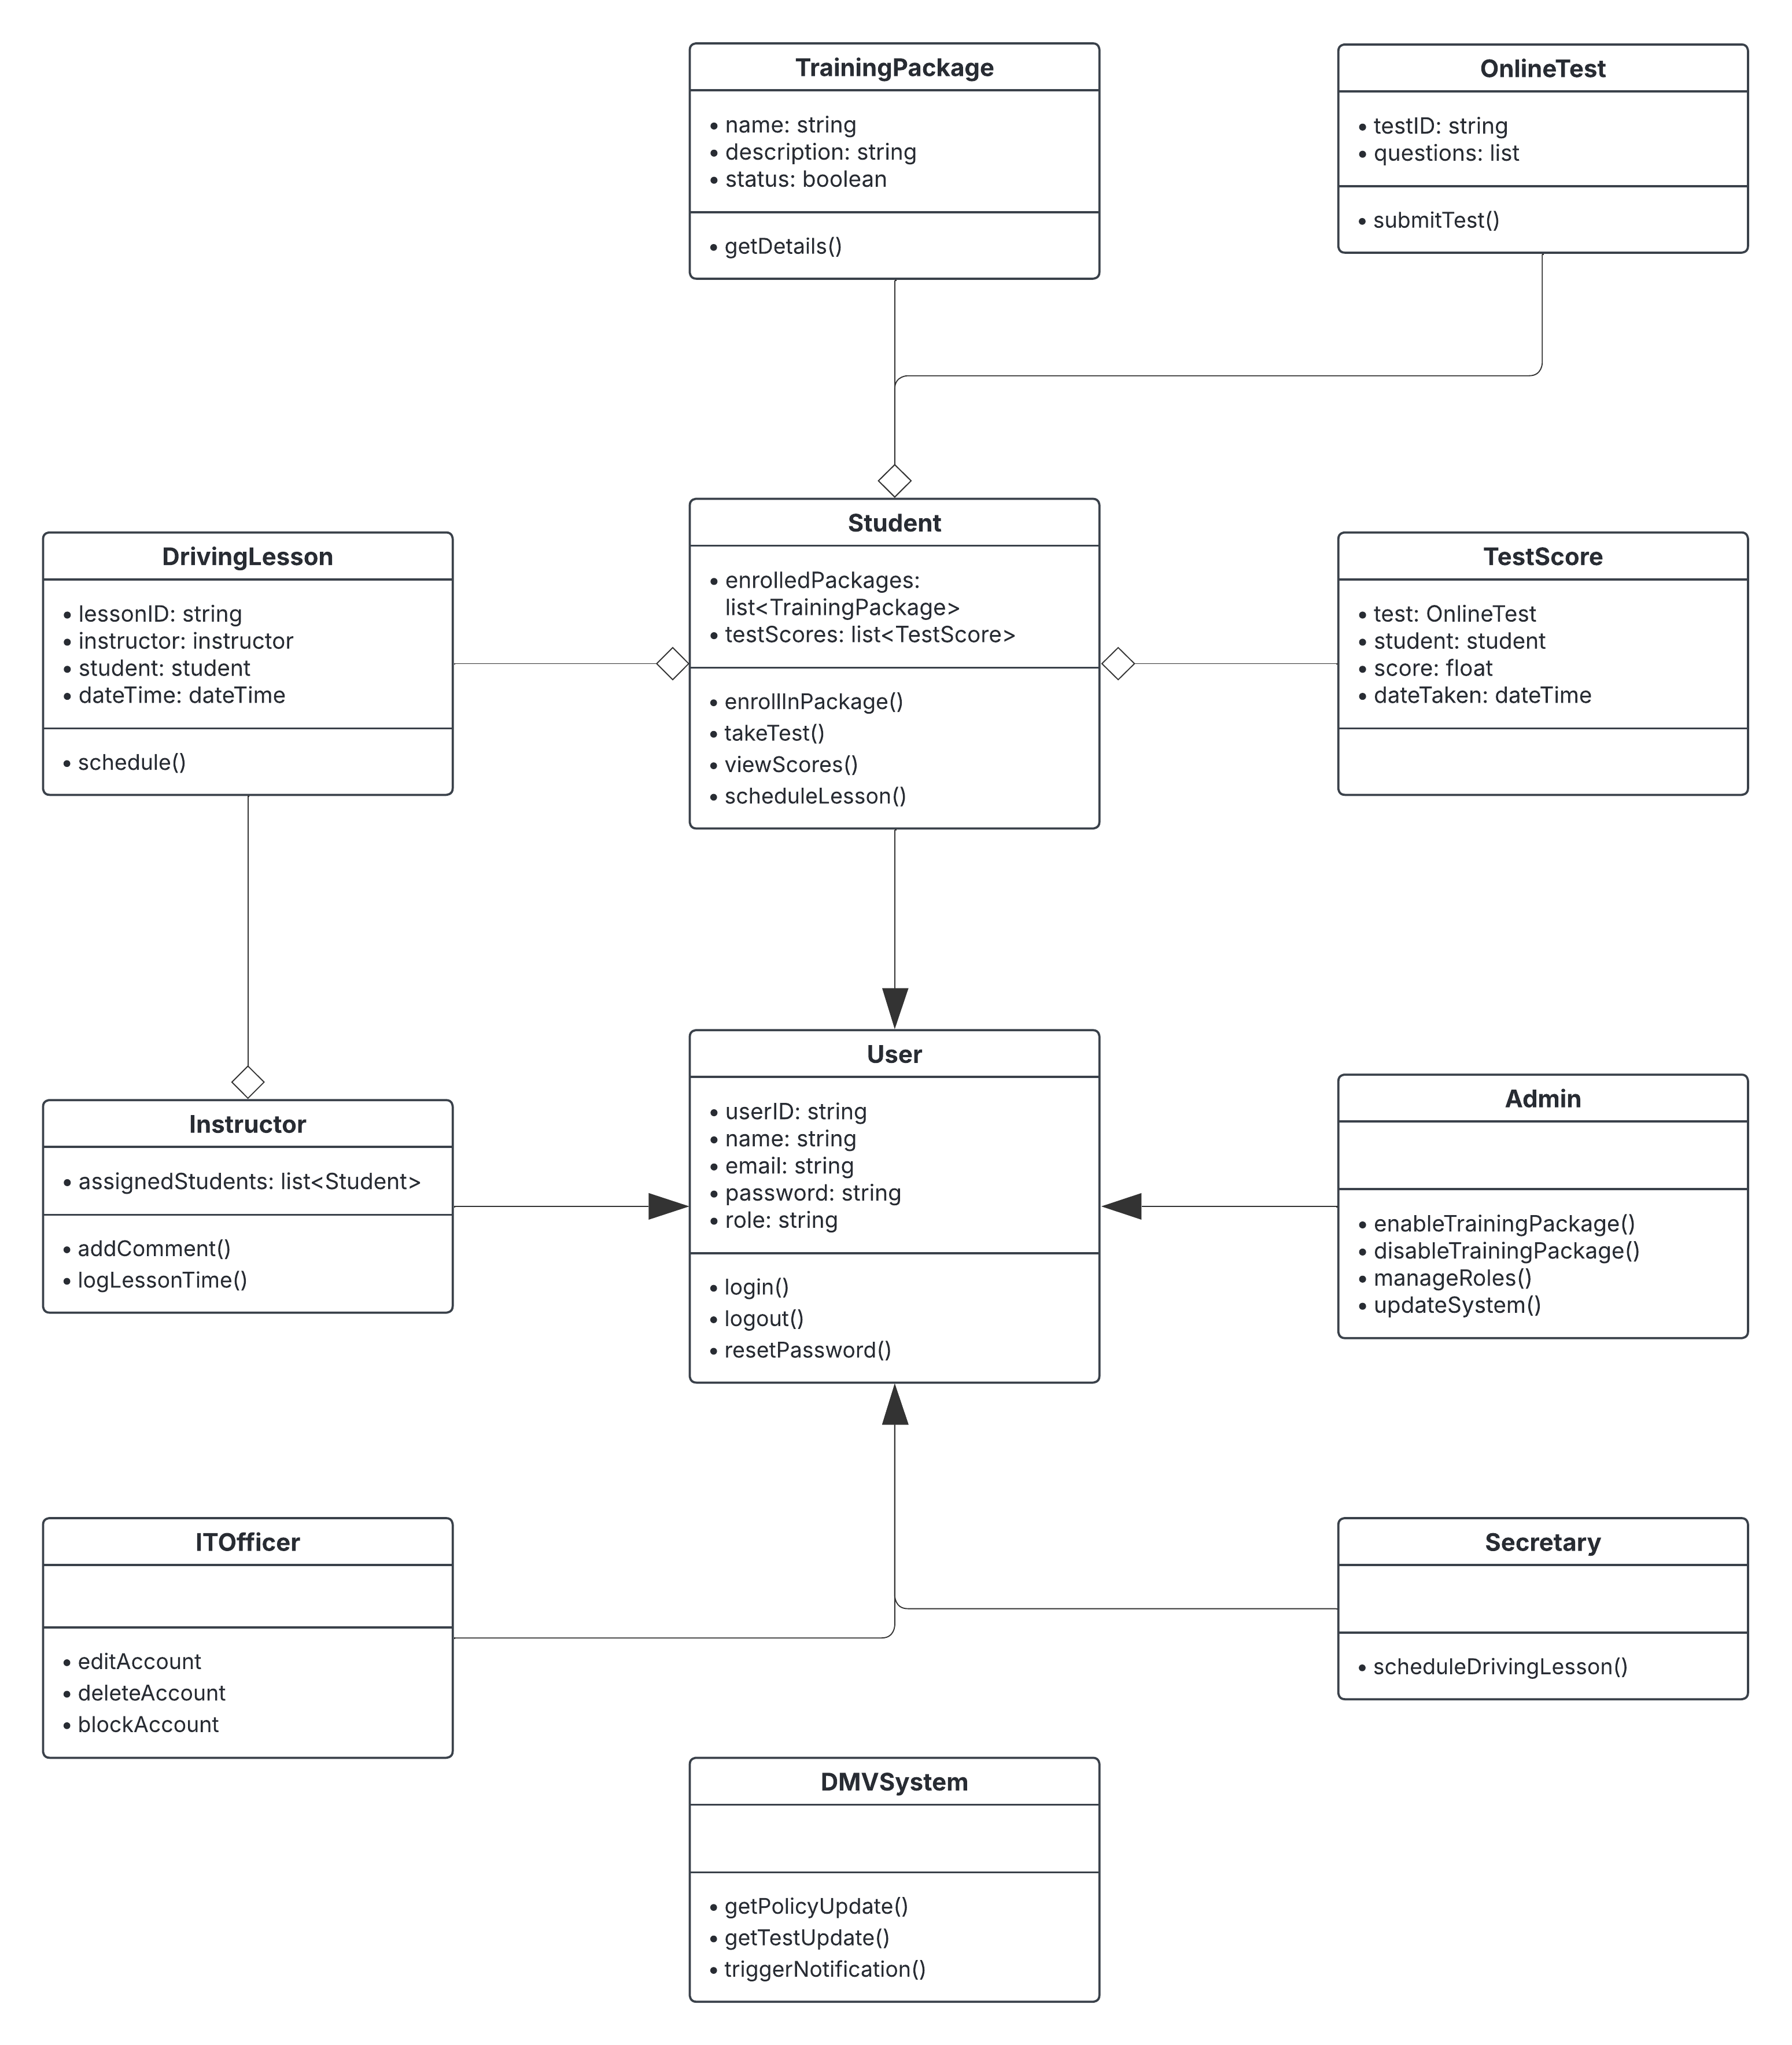 TrainingPackage
• name: string
• description: string
• status: boolean
• getDetails()
OnlineTest
• testID: string
• questions: list
• submitTest()
DrivingLesson
• lessonID: string
• instructor: instructor
• student: student
• dateTime: dateTime
• schedule()
Student
• enrolledPackages:
list<TrainingPackage>
• testScores: list<TestScore>
• enrollInPackage()
• takeTest()
• viewScores()
• scheduleLesson()
TestScore
• test: OnlineTest
• student: student
• score: float
• dateTaken: dateTime
Instructor
• assignedStudents: list<Student>
• addComment()
• logLessonTime()
User
• userID: string
• name: string
• email: string
• password: string
• role: string
• login()
• logout()
• resetPassword()
Admin
• enableTrainingPackage()
• disableTrainingPackage()
• manageRoles()
• updateSystem()
ITOfficer
• editAccount
• deleteAccount
• blockAccount
Secretary
• scheduleDrivingLesson()
DMVSystem
• getPolicyUpdate()
• getTestUpdate()
• triggerNotification()